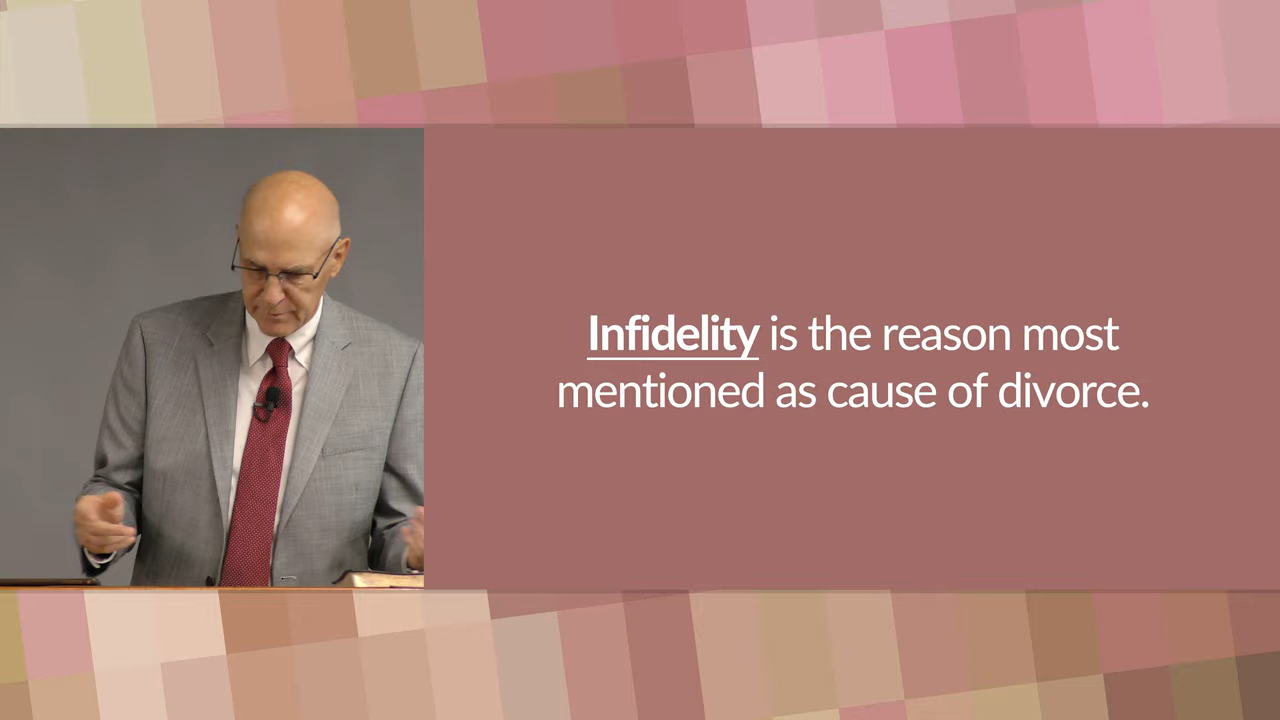 Infidelity is the reason most
mentioned as cause of divorce.